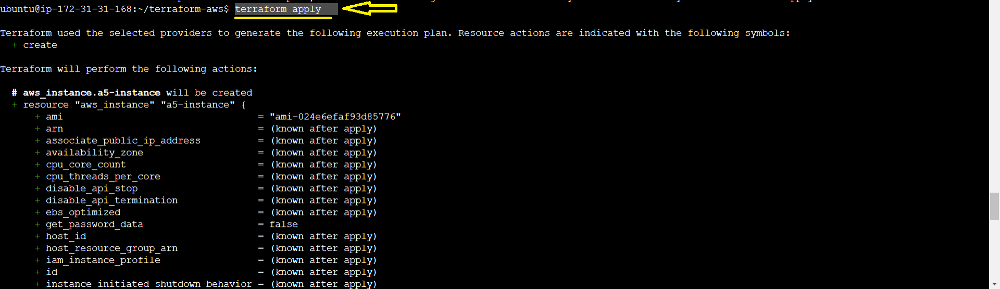 ubuntu@ip-172-31-31-168:~/terraform-aws$ terraform apply
Terraform used the selected providers to generate the following execution plan. Resource actions are indicated with the following symbols:
+ create
Terraform will perform the following actions:
# aws_instance.a5-instance will be created
+ resource "aws_instance" "a5-instance" {
+ ami = "ami-024e6efaf93d85776"
+ arn = (known after apply)
+ associate_public_ip_address = (known after apply)
+ availability_zone = (known after apply)
+ cpu_core_count = (known after apply)
+ cpu_threads_per_core = (known after apply)
+ disable_api_stop = (known after apply)
+ disable_api_termination = (known after apply)
+ ebs_optimized = (known after apply)
+ get_password_data = false
+ host_id = (known after apply)
+ host_resource_group_arn = (known after apply)
+ iam_instance_profile = (known after apply)
+ id = (known after apply)
+ instance_initiated_shutdown_behavior = (known after apply)